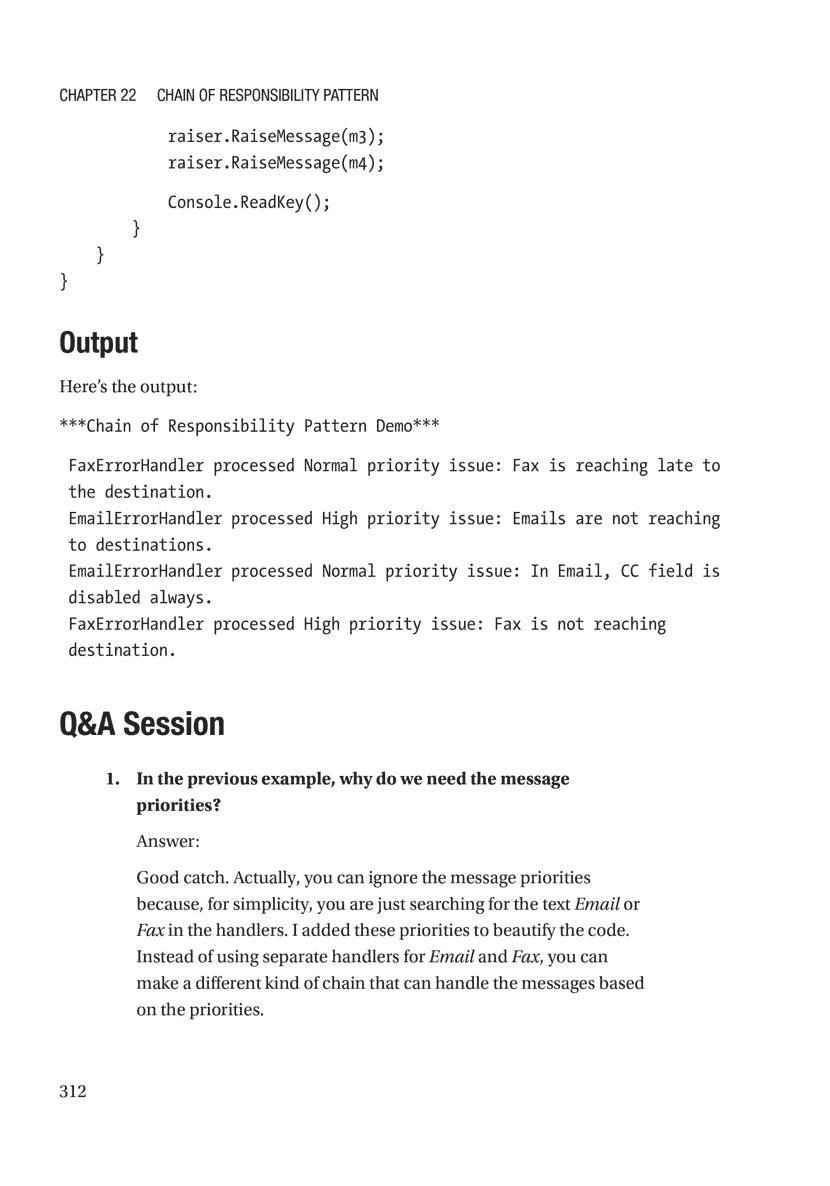 CHAPTER 22 CHAIN OF RESPONSIBILITY PATTERN
raiser.RaiseMessage(m3);
raiser.RaiseMessage(m4);
Console.ReadKey();
}
}
}
Output
Here’s the output:
***Chain of Responsibility Pattern Demo***
FaxErrorHandler processed Normal priority issue: Fax is reaching late to
the destination.
EmailErrorHandler processed High priority issue: Emails are not reaching
to destinations.
EmailErrorHandler processed Normal priority issue: In Email, CC field is
disabled always.
FaxErrorHandler processed High priority issue: Fax is not reaching
destination.
Q&A Session
1. In the previous example, why do we need the message
priorities?
Answer:
Good catch. Actually, you can ignore the message priorities
because, for simplicity, you are just searching for the text Email or
Fax in the handlers. I added these priorities to beautify the code.
Instead of using separate handlers for Email and Fax, you can
make a different kind of chain that can handle the messages based
on the priorities.
312